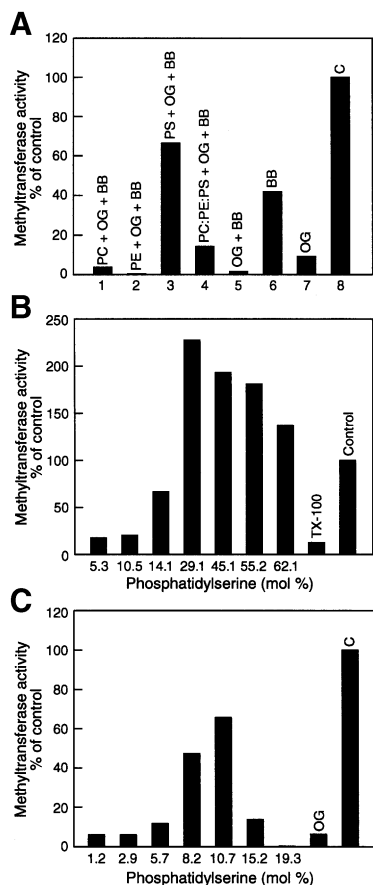 A
Methyltransferase activity
% of control
120
100
80
60
40
20
0
PC + OG + BB
PE + OG + BB
PS + OG + BB
PC:PE:PS + OG + BB
OG + BB
BB
OG
C
1 2 3 4 5 6 7 8
B
Methyltransferase activity
% of control
250
200
150
100
50
0
TX-100
Control
5.3 10.5 14.1 29.1 45.1 55.2 62.1
Phosphatidylserine (mol %)
C
Methyltransferase activity
% of control
120
100
80
60
40
20
0
OG
C
1.2 2.9 5.7 8.2 10.7 15.2 19.3
Phosphatidylserine (mol %)